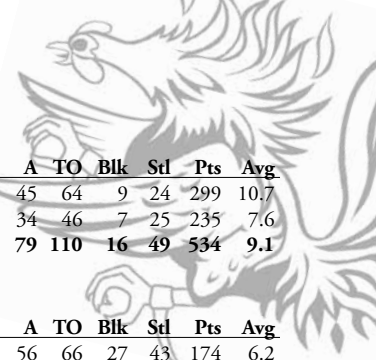 A TO Blk Stl Pts Avg
45 64 9 24 299 10.7
34 46 7 25 235 7.6
79 110 16 49 534 9.1
A TO Blk Stl Pts Avg
56 66 27 43 174 6.2